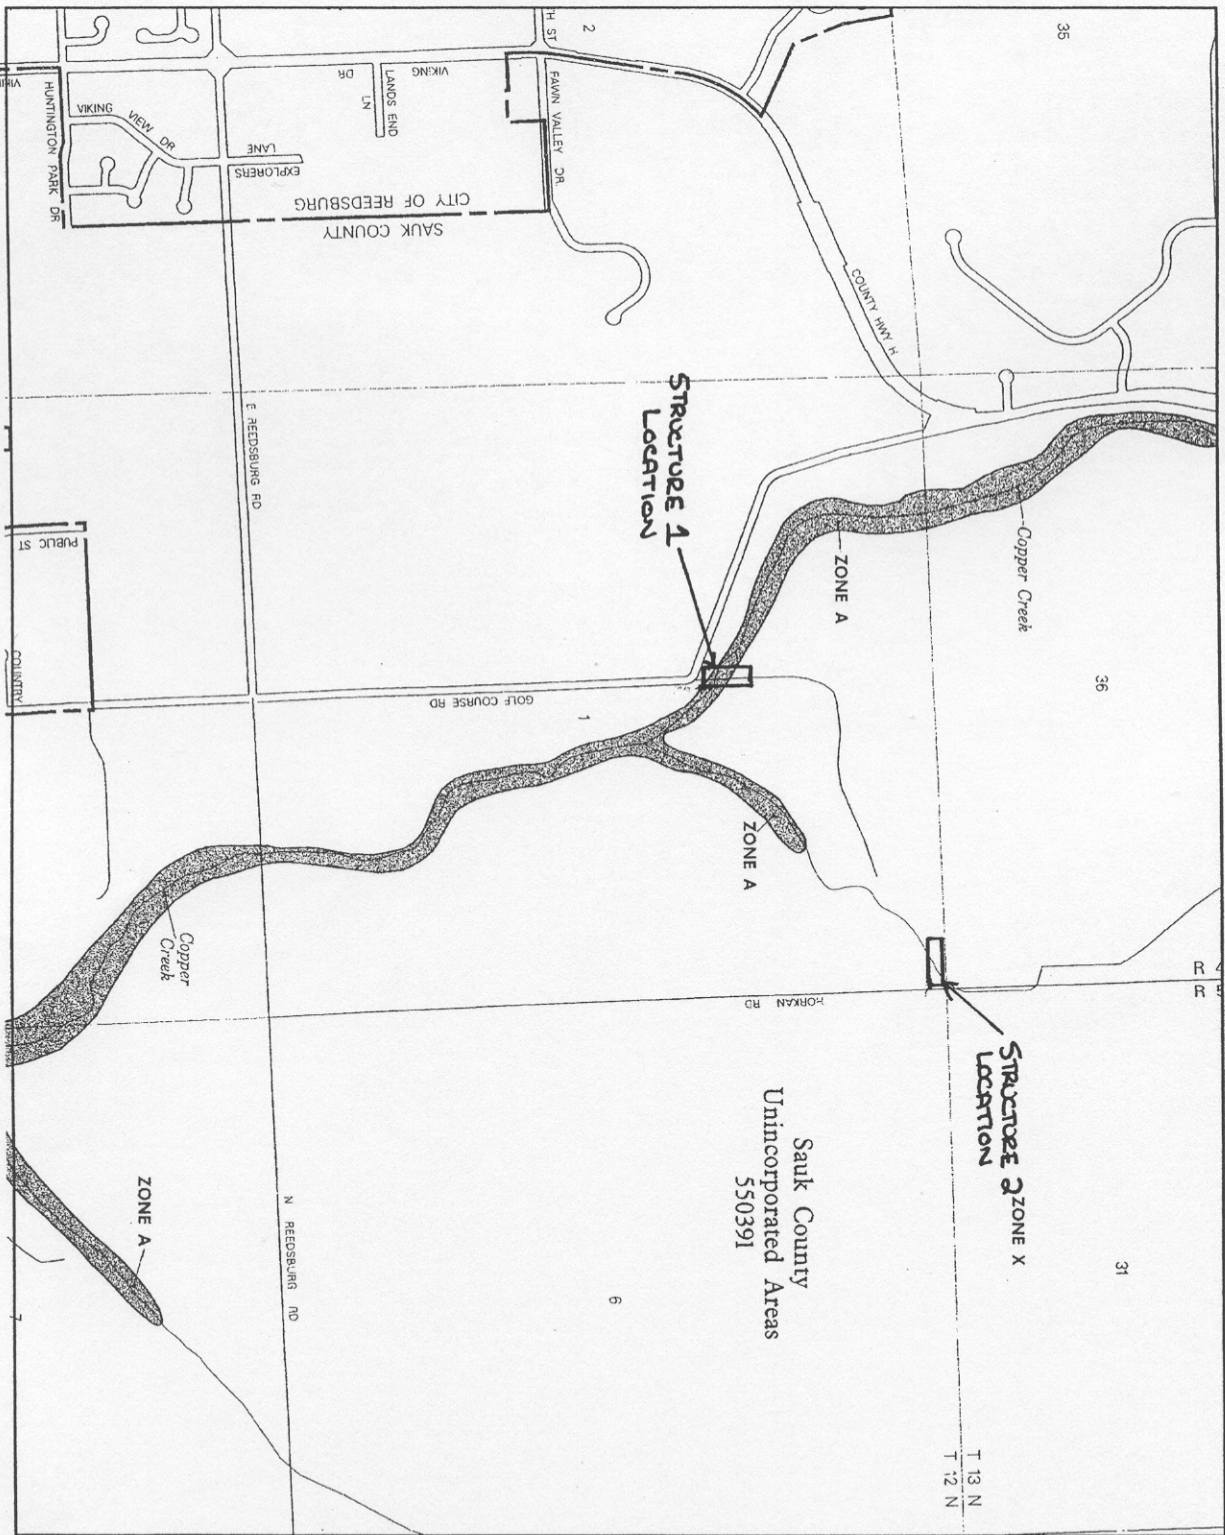 35
2
TH ST
VIKING
DR
LANDS END
LN
FAWN VALLEY DR.
HUNTINGTON PARK DR
VIKING
VIEW DR
EXPLORERS
LANE
CITY OF REEDSBURG
SAUK COUNTY
COUNTY HWY H
E REEDSBURG RD
STRUCTURE 1
LOCATION
Copper Creek
ZONE A
36
PUBLIC ST
COUNTRY
GOLF COURSE RD
1
ZONE A
Copper
Creek
HORKAN RD
R 4
R 5
STRUCTURE 2
LOCATION
ZONE X
31
Sauk County
Unincorporated Areas
550391
ZONE A
N REEDSBURG RD
6
7
T 13 N
T 12 N